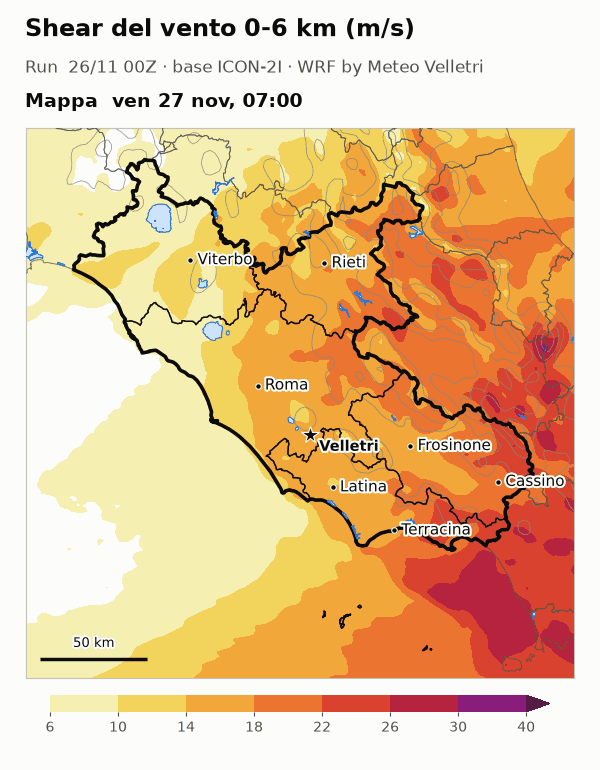 Shear del vento 0-6 km (m/s)
Run  26/11 00Z · base ICON-2I · WRF by Meteo Velletri
Mappa  ven 27 nov, 07:00
Viterbo
Rieti
Roma
Velletri
Frosinone
Cassino
Latina
Terracina
50 km
6 10 14 18 22 26 30 40